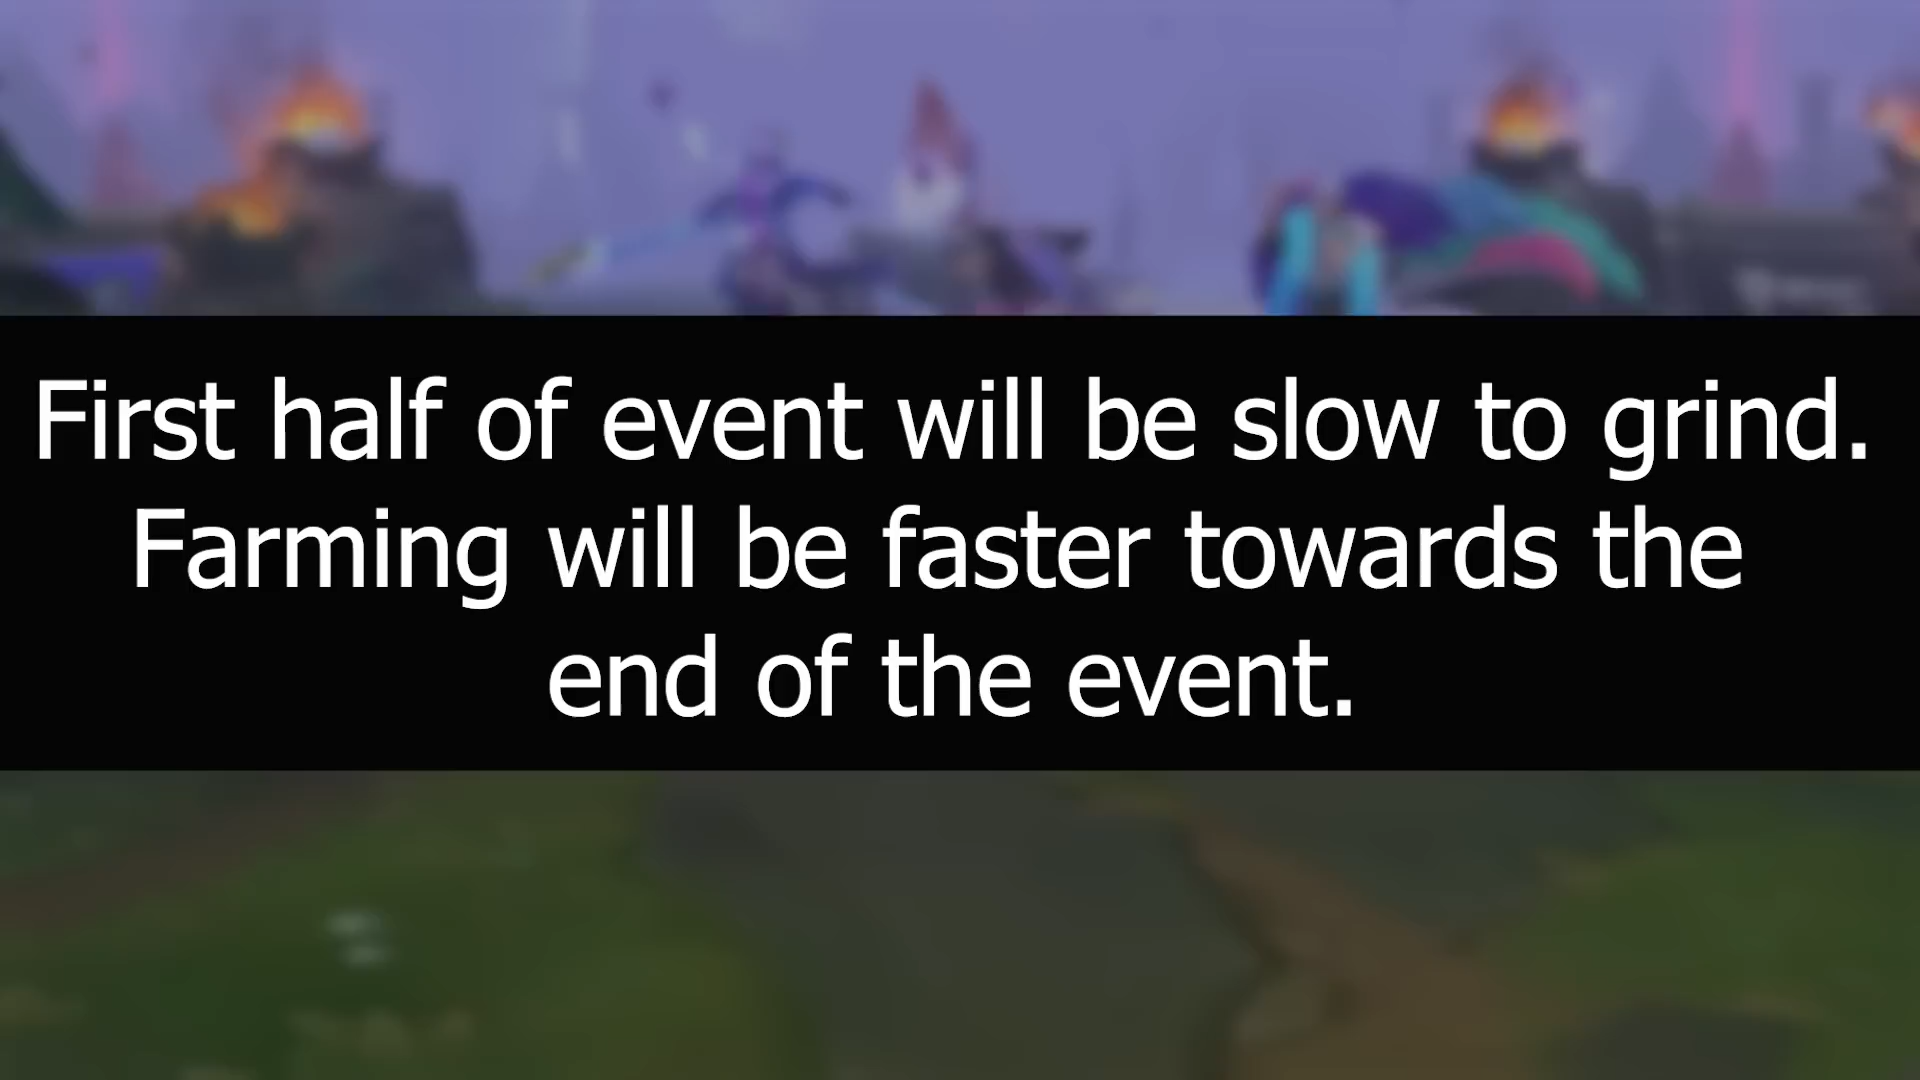 First half of event will be slow to grind.
Farming will be faster towards the
end of the event.